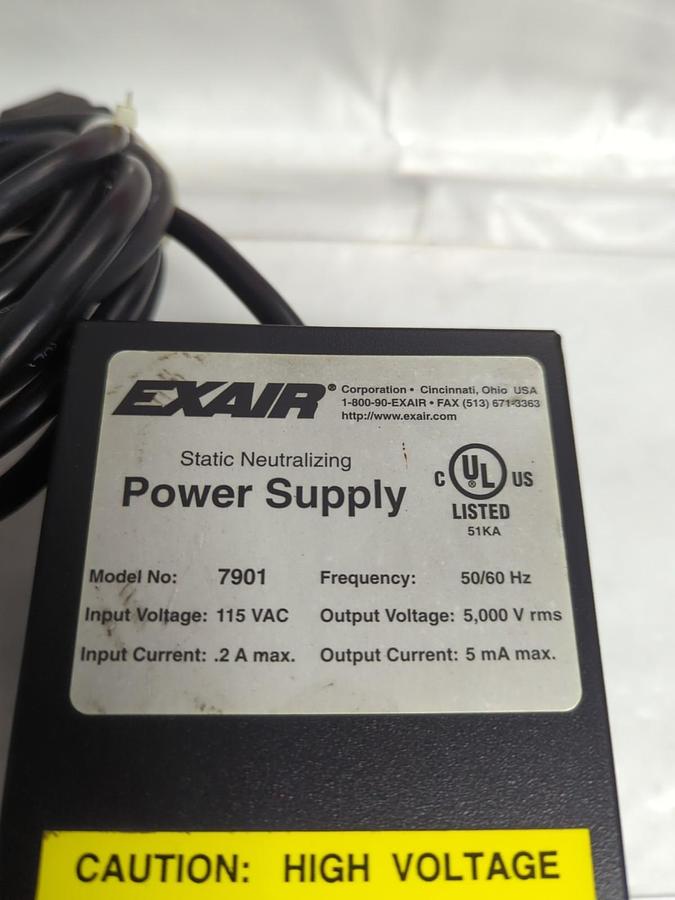 EXAIR® Corporation • Cincinnati, Ohio USA
1-800-90-EXAIR • FAX (513) 671-3363
http://www.exair.com
Static Neutralizing
Power Supply
C UL® US
LISTED
51KA
Model No: 7901 Frequency: 50/60 Hz
Input Voltage: 115 VAC Output Voltage: 5,000 V rms
Input Current: .2 A max. Output Current: 5 mA max.
CAUTION: HIGH VOLTAGE